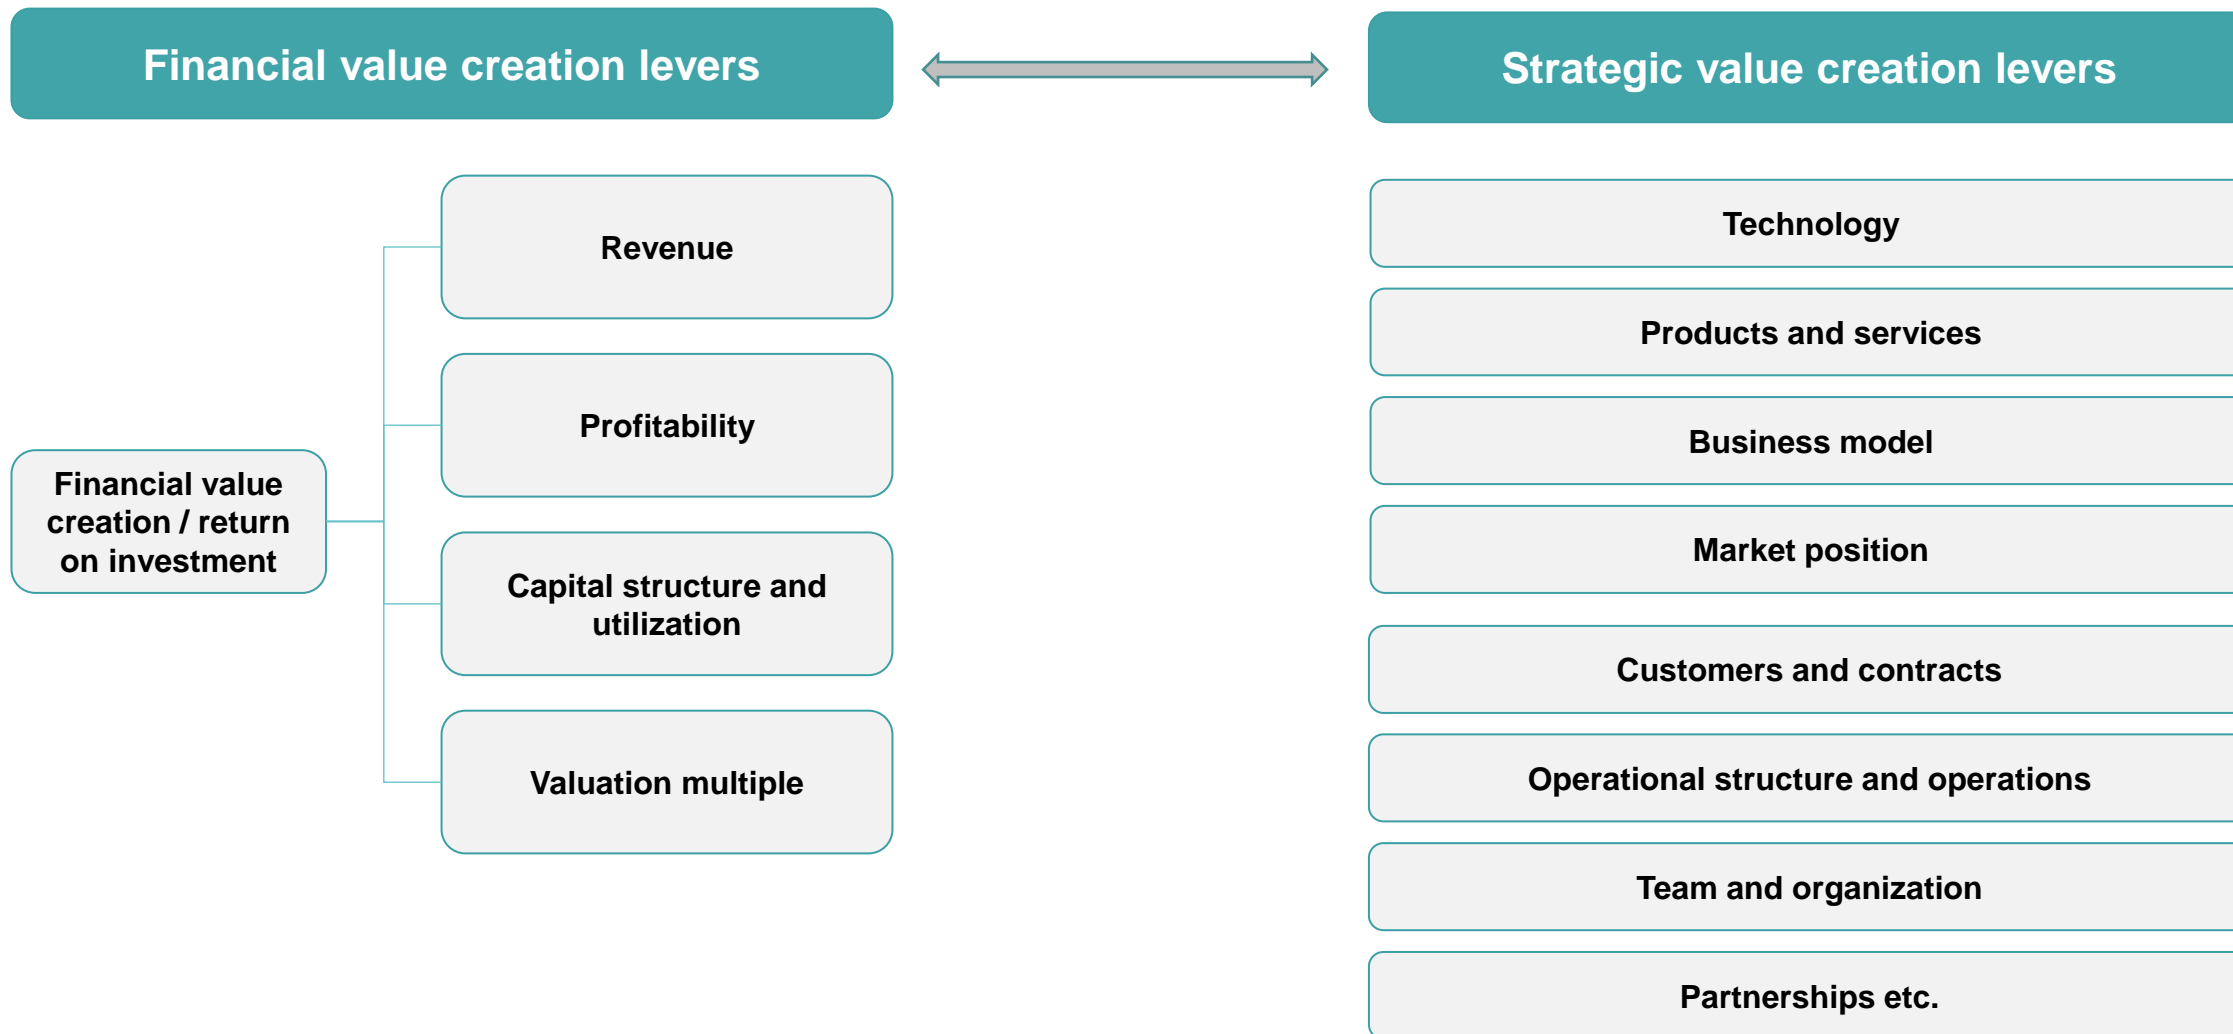 Financial value creation levers
Strategic value creation levers
Financial value
creation / return
on investment
Revenue
Profitability
Capital structure and
utilization
Valuation multiple
Technology
Products and services
Business model
Market position
Customers and contracts
Operational structure and operations
Team and organization
Partnerships etc.